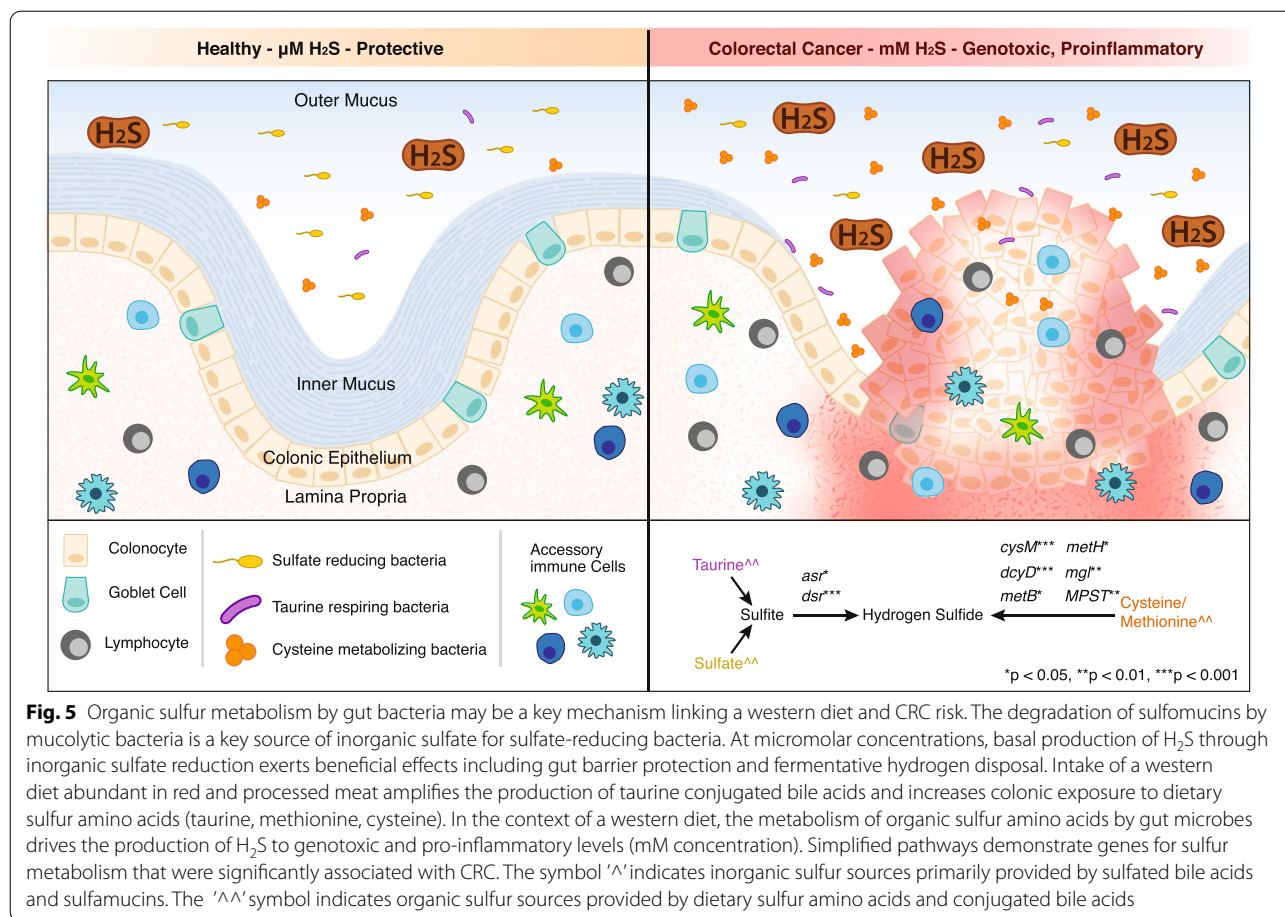 Healthy - µM H₂S - Protective
Colorectal Cancer - mM H₂S - Genotoxic, Proinflammatory
Outer Mucus
H₂S
H₂S
Inner Mucus
Colonic Epithelium
Lamina Propria
H₂S
H₂S
H₂S
H₂S
H₂S
Colonocyte
Goblet Cell
Lymphocyte
Sulfate reducing bacteria
Taurine respiring bacteria
Cysteine metabolizing bacteria
Accessory
immune Cells
Taurine^^
Sulfite
Sulfate^^
asr*
dsr***
Hydrogen Sulfide
cysM*** metH*
dcyD*** mgl**
metB* MPST**
Cysteine/
Methionine^^
*p < 0.05, **p < 0.01, ***p < 0.001
Fig. 5 Organic sulfur metabolism by gut bacteria may be a key mechanism linking a western diet and CRC risk. The degradation of sulfomucins by
mucolytic bacteria is a key source of inorganic sulfate for sulfate-reducing bacteria. At micromolar concentrations, basal production of H₂S through
inorganic sulfate reduction exerts beneficial effects including gut barrier protection and fermentative hydrogen disposal. Intake of a western
diet abundant in red and processed meat amplifies the production of taurine conjugated bile acids and increases colonic exposure to dietary
sulfur amino acids (taurine, methionine, cysteine). In the context of a western diet, the metabolism of organic sulfur amino acids by gut microbes
drives the production of H₂S to genotoxic and pro-inflammatory levels (mM concentration). Simplified pathways demonstrate genes for sulfur
metabolism that were significantly associated with CRC. The symbol '^' indicates inorganic sulfur sources primarily provided by sulfated bile acids
and sulfamucins. The '^^' symbol indicates organic sulfur sources provided by dietary sulfur amino acids and conjugated bile acids